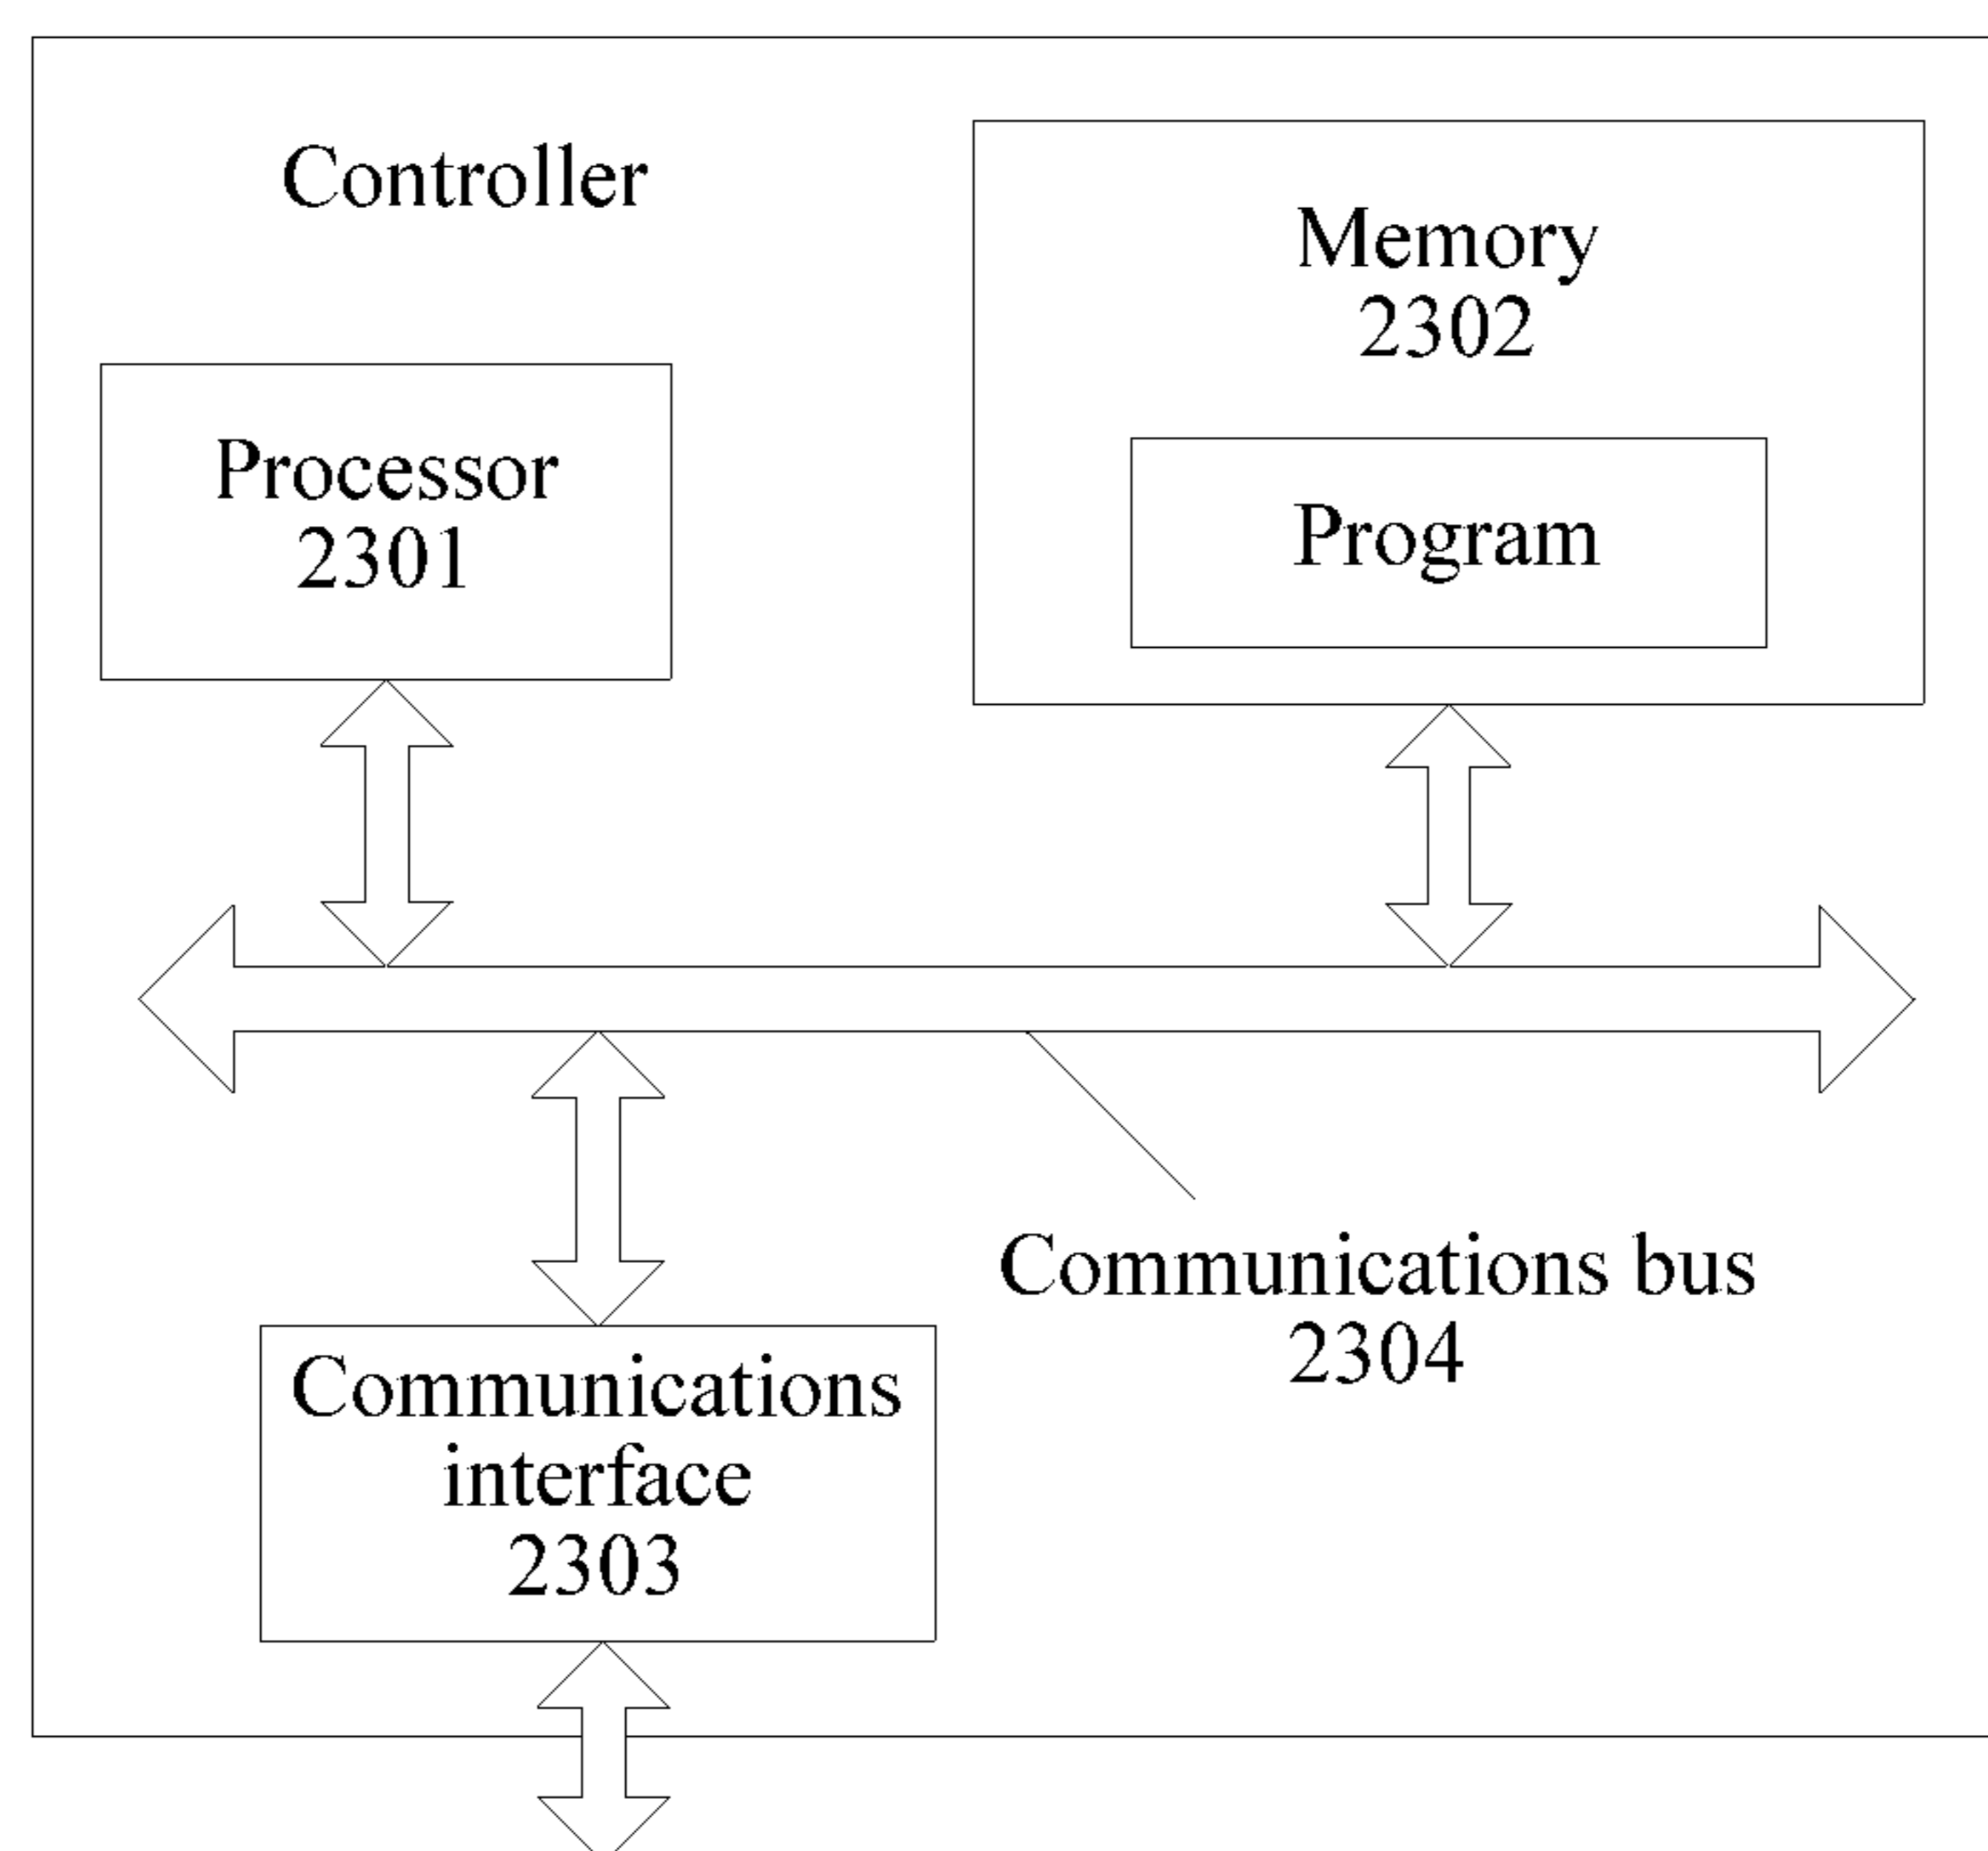 Controller
Memory
2302
Processor
2301
Program
Communications bus
2304
Communications
interface
2303